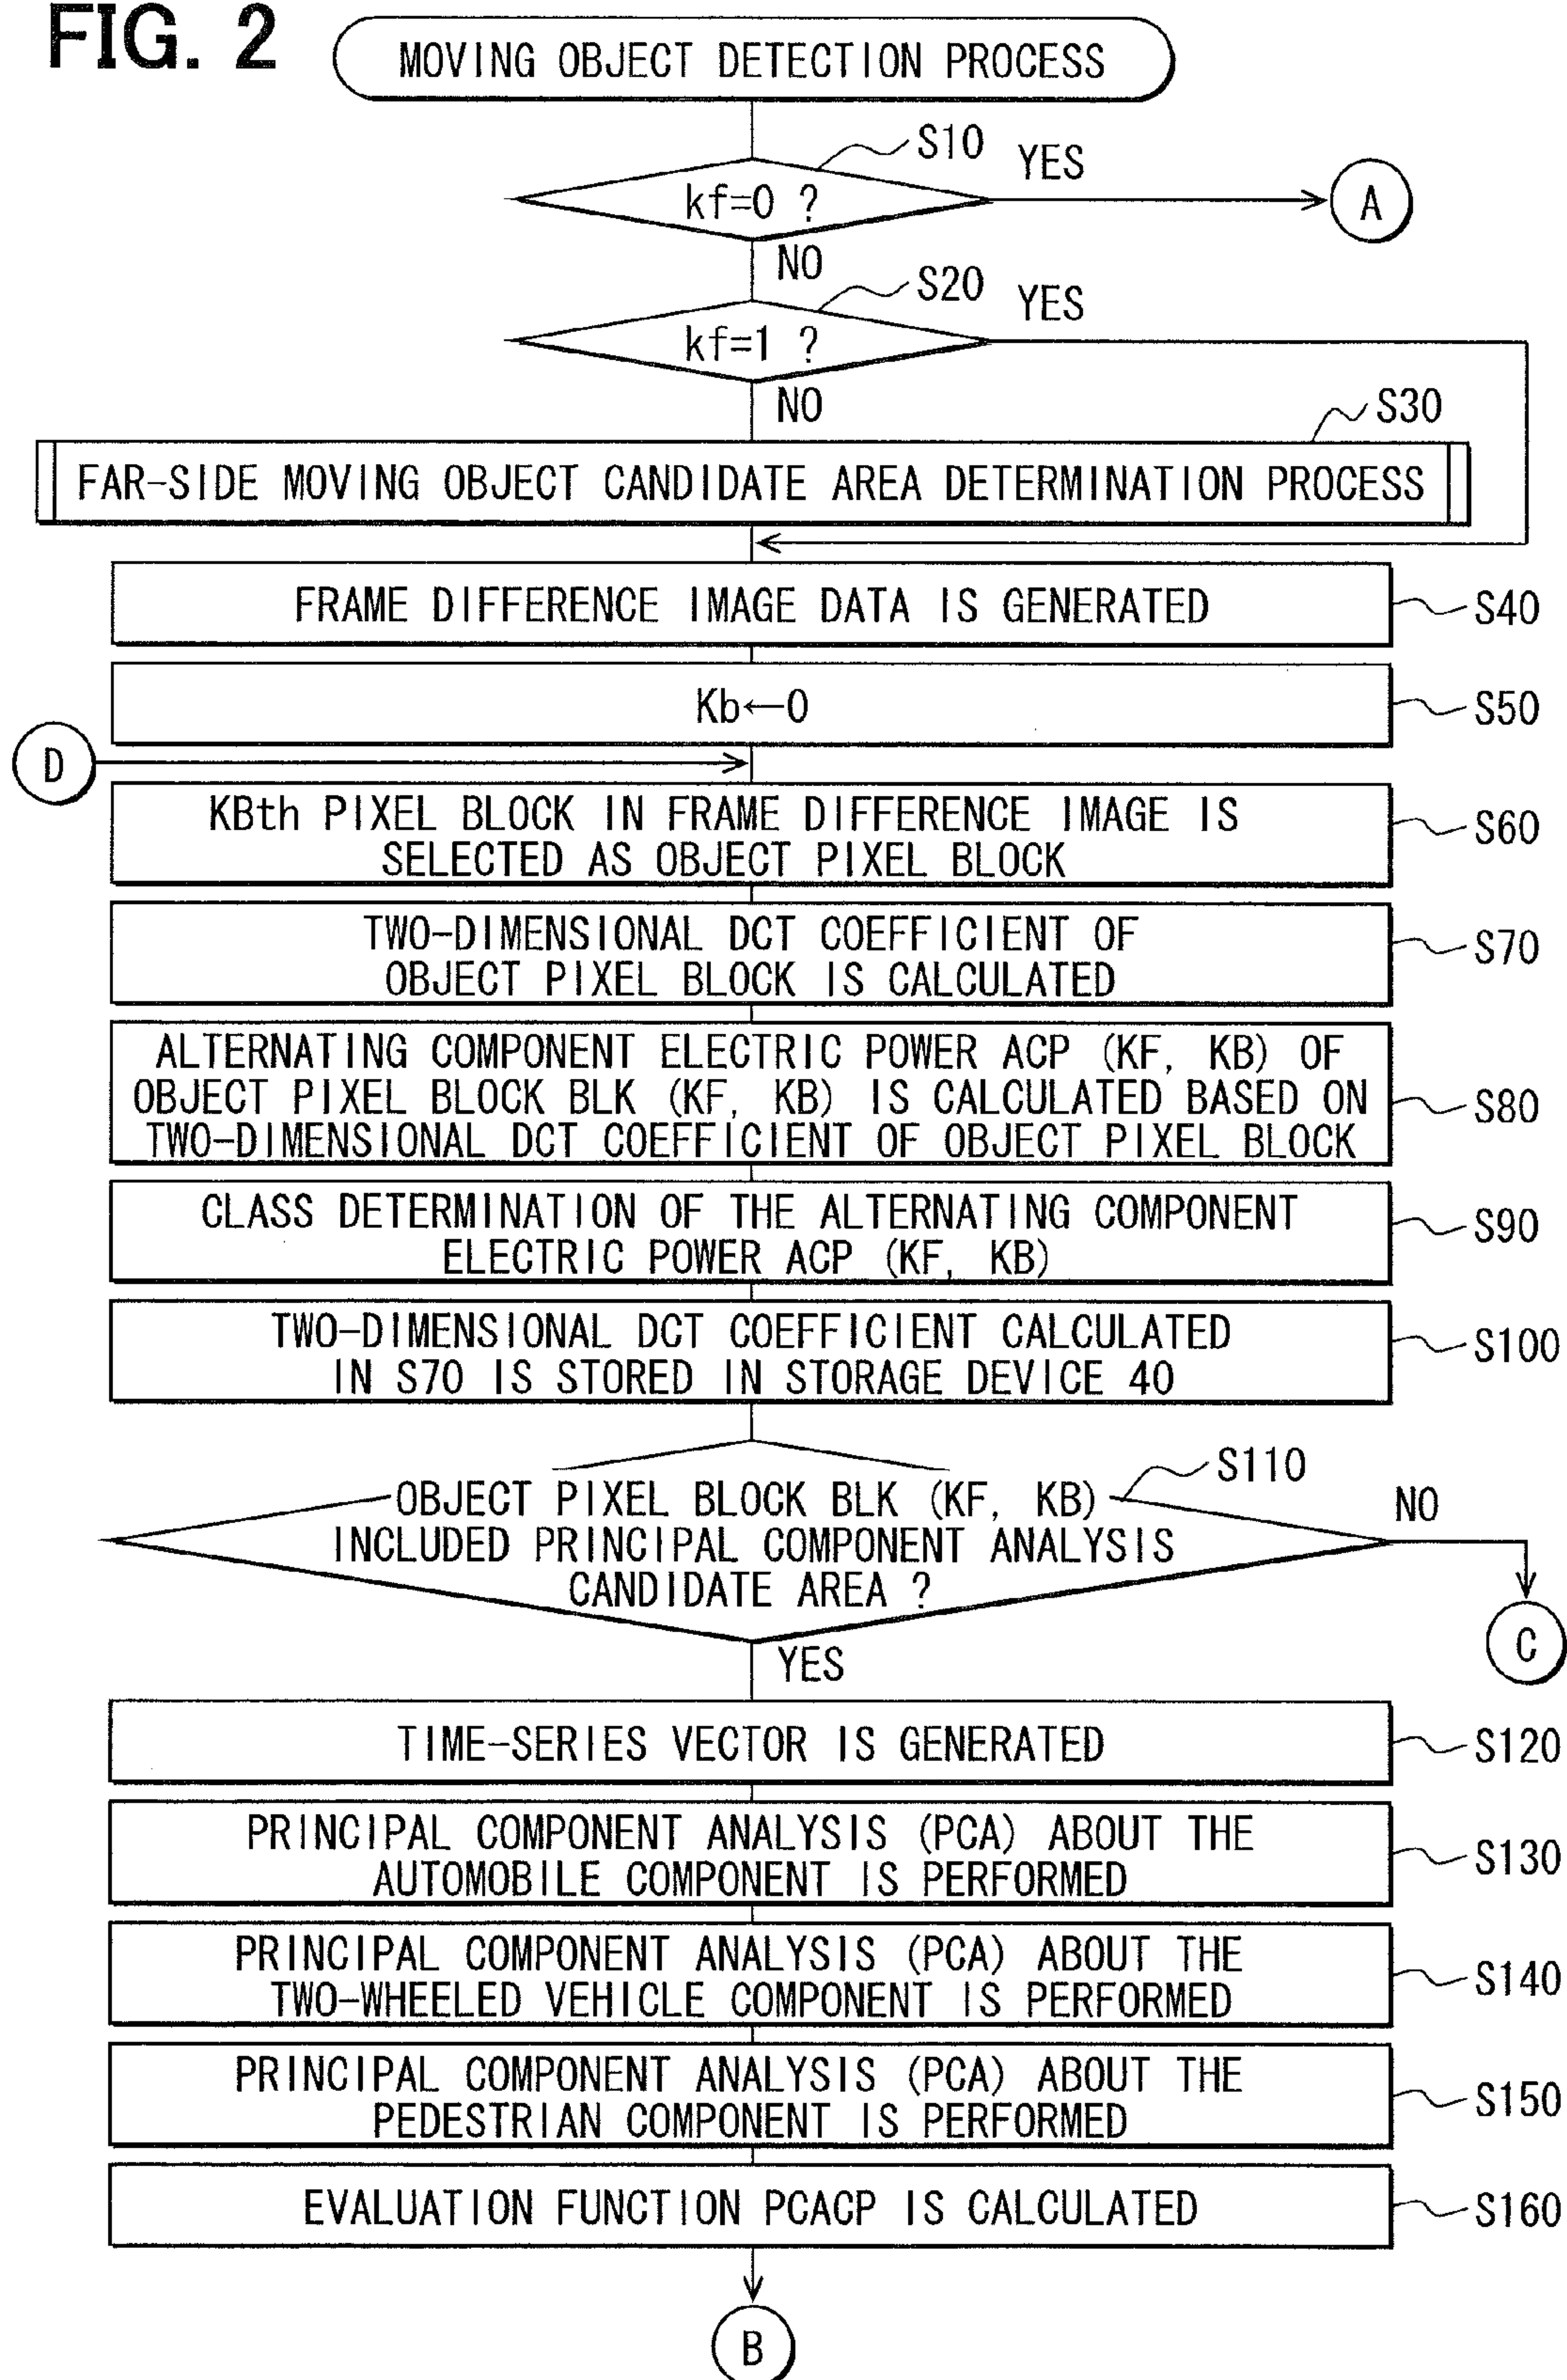 FIG. 2
MOVING OBJECT DETECTION PROCESS
S10
YES
kf=0 ?
A
NO
S20
YES
kf=1 ?
NO
S30
FAR-SIDE MOVING OBJECT CANDIDATE AREA DETERMINATION PROCESS
FRAME DIFFERENCE IMAGE DATA IS GENERATED
S40
Kb←0
S50
D
KBth PIXEL BLOCK IN FRAME DIFFERENCE IMAGE IS
SELECTED AS OBJECT PIXEL BLOCK
S60
TWO-DIMENSIONAL DCT COEFFICIENT OF
OBJECT PIXEL BLOCK IS CALCULATED
S70
ALTERNATING COMPONENT ELECTRIC POWER ACP (KF, KB) OF
OBJECT PIXEL BLOCK BLK (KF, KB) IS CALCULATED BASED ON
TWO-DIMENSIONAL DCT COEFFICIENT OF OBJECT PIXEL BLOCK
S80
CLASS DETERMINATION OF THE ALTERNATING COMPONENT
ELECTRIC POWER ACP (KF, KB)
S90
TWO-DIMENSIONAL DCT COEFFICIENT CALCULATED
IN S70 IS STORED IN STORAGE DEVICE 40
S100
S110
OBJECT PIXEL BLOCK BLK (KF, KB)
INCLUDED PRINCIPAL COMPONENT ANALYSIS
CANDIDATE AREA ?
NO
C
YES
TIME-SERIES VECTOR IS GENERATED
S120
PRINCIPAL COMPONENT ANALYSIS (PCA) ABOUT THE
AUTOMOBILE COMPONENT IS PERFORMED
S130
PRINCIPAL COMPONENT ANALYSIS (PCA) ABOUT THE
TWO-WHEELED VEHICLE COMPONENT IS PERFORMED
S140
PRINCIPAL COMPONENT ANALYSIS (PCA) ABOUT THE
PEDESTRIAN COMPONENT IS PERFORMED
S150
EVALUATION FUNCTION PCACP IS CALCULATED
S160
B